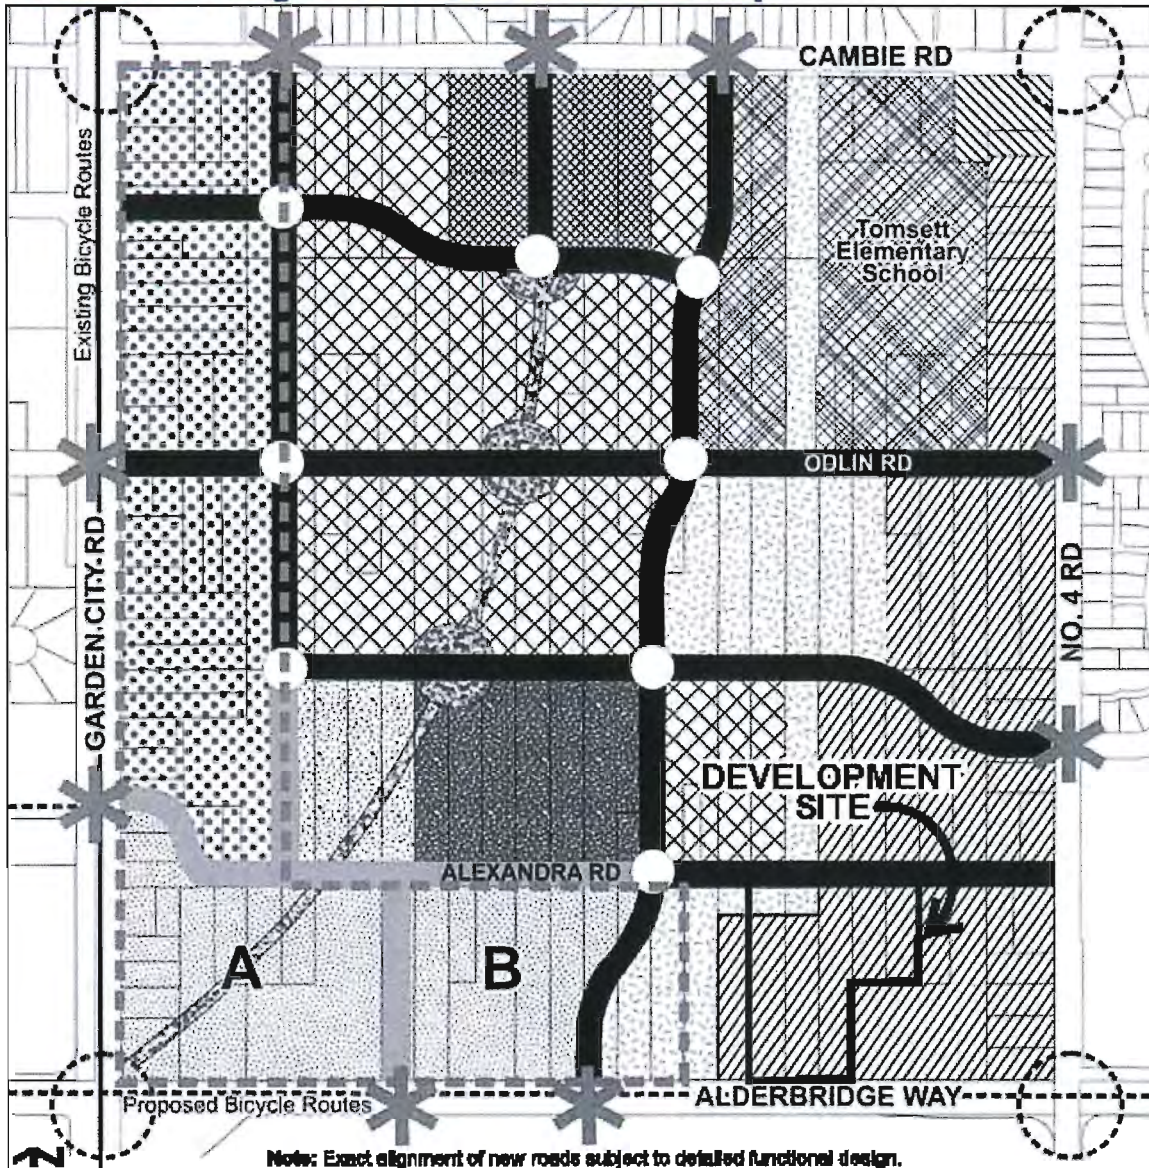 CAMBIE RD
Existing Bicycle Routes
Tomsett
Elementary
School
ODLIN RD
GARDEN CITY RD
NO. 4 RD
DEVELOPMENT
SITE
ALEXANDRA RD
A
B
Proposed Bicycle Routes
ALDERBRIDGE WAY
N
Note: Exact alignment of new roads subject to detailed functional design.